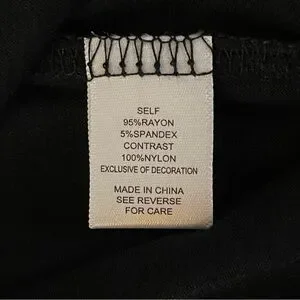 SELF
95%RAYON
5%SPANDEX
CONTRAST
100%NYLON
EXCLUSIVE OF DECORATION
MADE IN CHINA
SEE REVERSE
FOR CARE